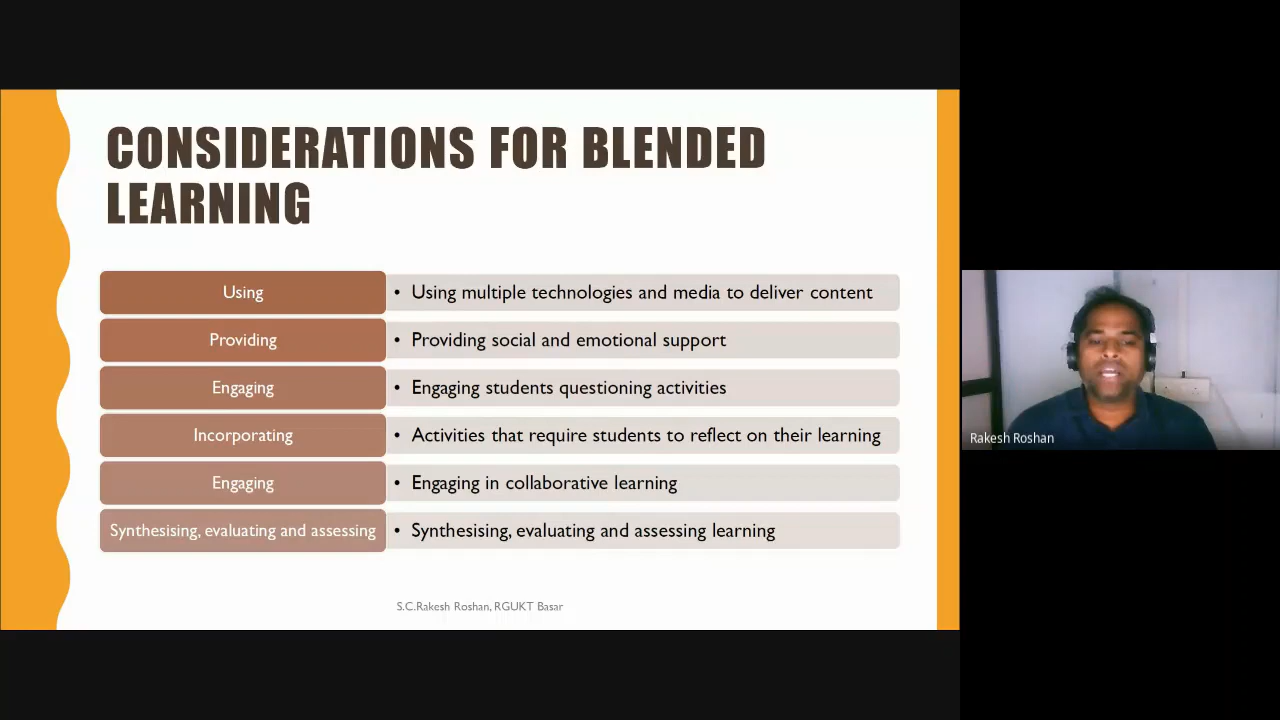 CONSIDERATIONS FOR BLENDED
LEARNING
Using
• Using multiple technologies and media to deliver content
Providing
• Providing social and emotional support
Engaging
• Engaging students questioning activities
Incorporating
• Activities that require students to reflect on their learning
Engaging
• Engaging in collaborative learning
Synthesising, evaluating and assessing
• Synthesising, evaluating and assessing learning
S.C.Rakesh Roshan, RGUKT Basar
Rakesh Roshan